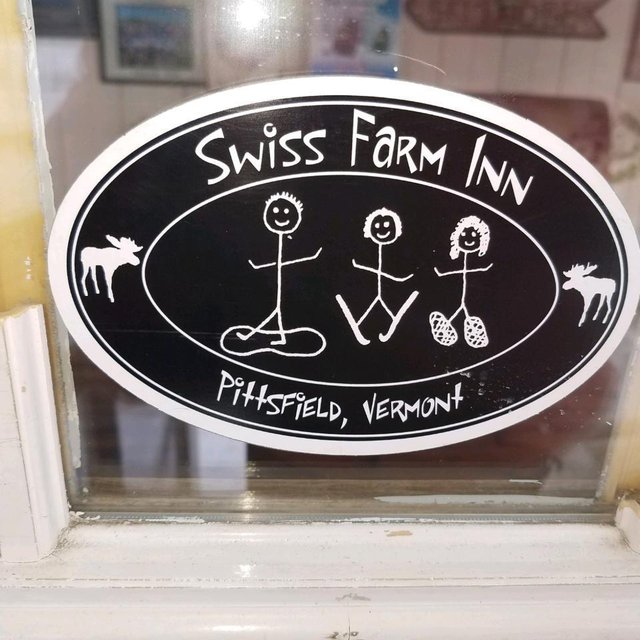 Swiss Farm Inn
Pittsfield, Vermont